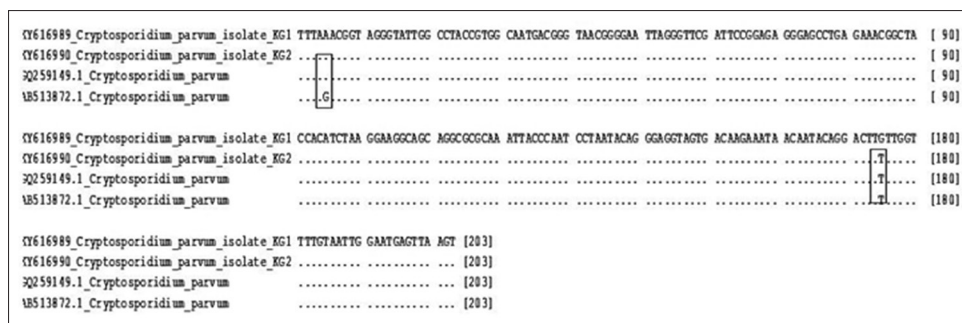 KY616989_Cryptosporidium_parvum_isolate_KG1 TTTAAACGGT AGGGTATTGG CCTACCGTGG CAATGACGGG TAACGGGGAA TTAGGGTTCG ATTCCGGAGA GGGAGCCTGA GAAACGGCTA [ 90]
KY616990_Cryptosporidium_parvum_isolate_KG2 .......... .......... .......... .......... .......... .......... .......... .......... .......... [ 90]
GQ259149.1_Cryptosporidium_parvum .......... .......... .......... .......... .......... .......... .......... .......... .......... [ 90]
AB513872.1_Cryptosporidium_parvum .....G.... .......... .......... .......... .......... .......... .......... .......... .......... [ 90]
KY616989_Cryptosporidium_parvum_isolate_KG1 CCACATCTAA GGAAGGCAGC AGGCGCGCAA ATTACCCAAT CCTAATACAG GGAGGTAGTG ACAAGAAATA ACAATACAGG ACTTGTTGGT [180]
KY616990_Cryptosporidium_parvum_isolate_KG2 .......... .......... .......... .......... .......... .......... .......... .......... ..T....... [180]
GQ259149.1_Cryptosporidium_parvum .......... .......... .......... .......... .......... .......... .......... .......... ..T....... [180]
AB513872.1_Cryptosporidium_parvum .......... .......... .......... .......... .......... .......... .......... .......... ..T....... [180]
KY616989_Cryptosporidium_parvum_isolate_KG1 TTTGTAATTG GAATGAGTTA AGT [203]
KY616990_Cryptosporidium_parvum_isolate_KG2 .......... .......... ... [203]
GQ259149.1_Cryptosporidium_parvum .......... .......... ... [203]
AB513872.1_Cryptosporidium_parvum .......... .......... ... [203]